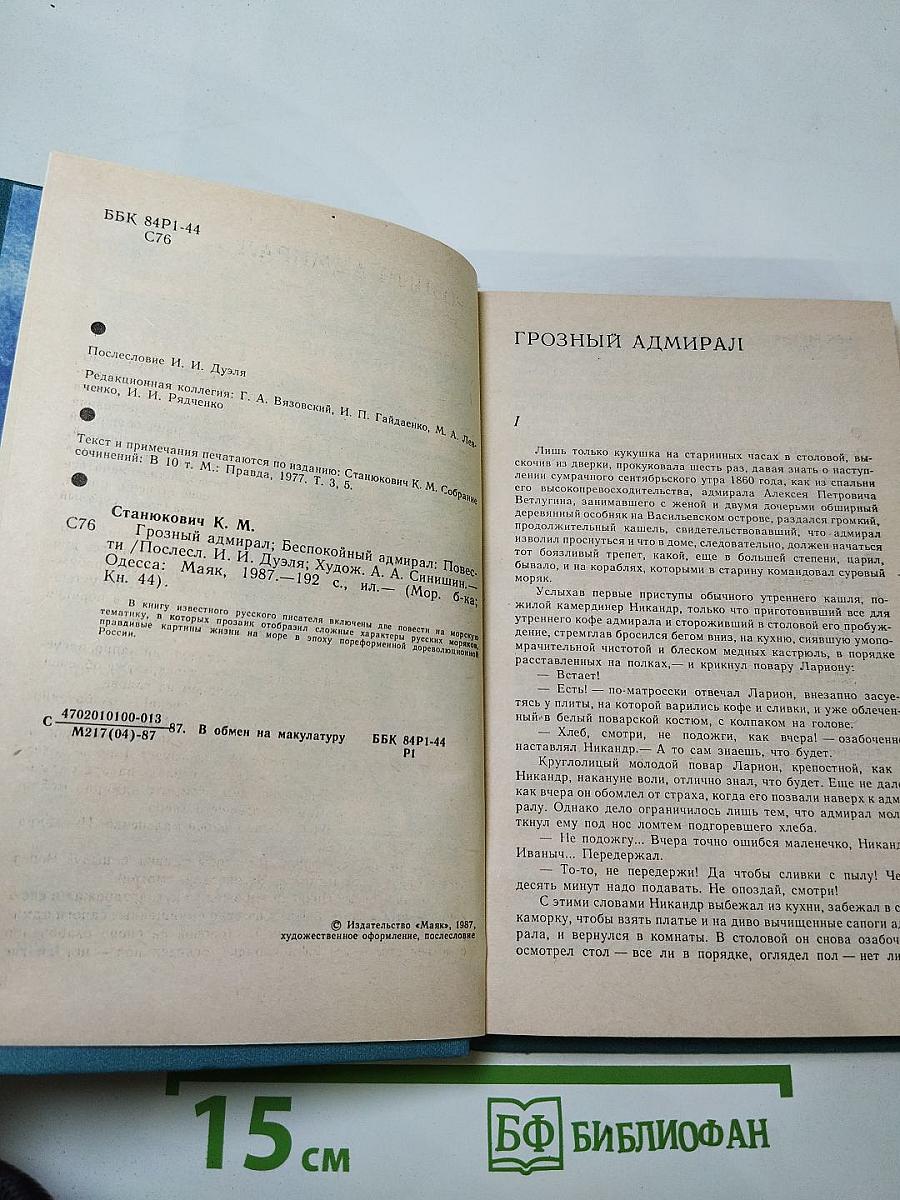 ББК 84Р1-44
С76
Послесловие И. И. Дуэля
Редакционная коллегия: Г. А. Вязовский, И. П. Гайдаенко, М. А. Лев-
ченко, И. И. Рядченко
Текст и примечания печатаются по изданию: Станюкович К. М. Собрание
сочинений: В 10 т. М.: Правда, 1977. Т. 3, 5.
Станюкович К. М.
С76 Грозный адмирал; Беспокойный адмирал: Повес-
ти /Послесл. И. И. Дуэля; Худож. А. А. Синишин.—
Одесса: Маяк, 1987.—192 с., ил.— (Мор. б-ка;
Кн. 44).
В книгу известного русского писателя включены две повести на морскую
тематику, в которых прозаик отобразил сложные характеры русских моряков,
правдивые картины жизни на море в эпоху пореформенной дореволюционной
России.
С 4702010100-013
М217(04)-87 87. В обмен на макулатуру ББК 84Р1-44
Р1
© Издательство «Маяк», 1987,
художественное оформление, послесловие
ГРОЗНЫЙ АДМИРАЛ
I
Лишь только кукушка на старинных часах в столовой, вы-
скочив из дверки, прокуковала шесть раз, давая знать о наступ-
лении сумрачного сентябрьского утра 1860 года, как из спальни
его высокопревосходительства, адмирала Алексея Петровича
Ветлугина, занимавшего с женой и двумя дочерьми обширный
деревянный особняк на Васильевском острове, раздался громкий,
продолжительный кашель, свидетельствовавший, что адмирал
изволил проснуться и что в доме, следовательно, должен начаться
тот боязливый трепет, какой, еще в большей степени, царил,
бывало, и на кораблях, которыми в старину командовал суровый
моряк.
Услыхав первые приступы обычного утреннего кашля, по-
жилой камердинер Никандр, только что приготовивший все для
утреннего кофе адмирала и стороживший в столовой его пробуж-
дение, стремглав бросился бегом вниз, на кухню, сиявшую умопо-
мрачительной чистотой и блеском медных кастрюль, в порядке
расставленных на полках,— и крикнул повару Лариону:
— Встает!
— Есть! — по-матросски отвечал Ларион, внезапно засуе-
тясь у плиты, на которой варились кофе и сливки, и уже облечен-
ный в белый поварской костюм, с колпаком на голове.
— Хлеб, смотри, не подожги, как вчера! — озабоченно
наставлял Никандр.— А то сам знаешь, что будет.
Круглолицый молодой повар Ларион, крепостной, как
Никандр, накануне воли, отлично знал, что будет. Еще не дале
как вчера он обомлел от страха, когда его позвали наверх к адм
ралу. Однако дело ограничилось лишь тем, что адмирал мол
ткнул ему под нос ломтем подгоревшего хлеба.
— Не подожгу... Вчера точно ошибся маленечко, Никанд
Иваныч... Передержал.
— То-то, не передержи! Да чтобы сливки с пылу! Че
десять минут надо подавать. Не опоздай, смотри!
С этими словами Никандр выбежал из кухни, забежал в с
каморку, чтобы взять платье и на диво вычищенные сапоги ад
рала, и вернулся в комнаты. В столовой он снова озабоч
осмотрел стол — все ли в порядке, оглядел пол — нет ли
15 см
БФ БИБЛИОФАН